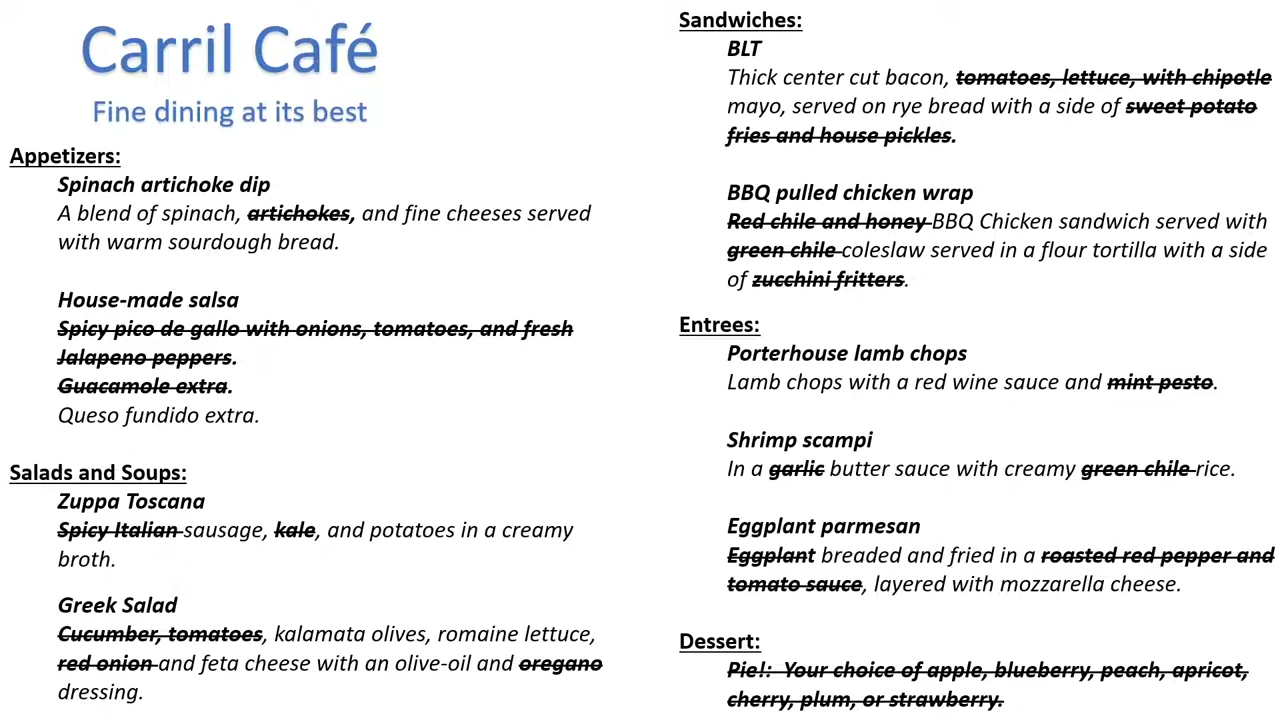 Carril Café
Fine dining at its best
Appetizers:
Spinach artichoke dip
A blend of spinach, artichokes, and fine cheeses served
with warm sourdough bread.
House-made salsa
Spicy pico de gallo with onions, tomatoes, and fresh
Jalapeno peppers.
Guacamole extra.
Queso fundido extra.
Salads and Soups:
Zuppa Toscana
Spicy Italian sausage, kale, and potatoes in a creamy
broth.
Greek Salad
Cucumber, tomatoes, kalamata olives, romaine lettuce,
red onion and feta cheese with an olive-oil and oregano
dressing.
Sandwiches:
BLT
Thick center cut bacon, tomatoes, lettuce, with chipotle
mayo, served on rye bread with a side of sweet potato
fries and house pickles.
BBQ pulled chicken wrap
Red chile and honey BBQ Chicken sandwich served with
green chile coleslaw served in a flour tortilla with a side
of zucchini fritters.
Entrees:
Porterhouse lamb chops
Lamb chops with a red wine sauce and mint pesto.
Shrimp scampi
In a garlic butter sauce with creamy green chile rice.
Eggplant parmesan
Eggplant breaded and fried in a roasted red pepper and
tomato sauce, layered with mozzarella cheese.
Dessert:
Pie!: Your choice of apple, blueberry, peach, apricot,
cherry, plum, or strawberry.